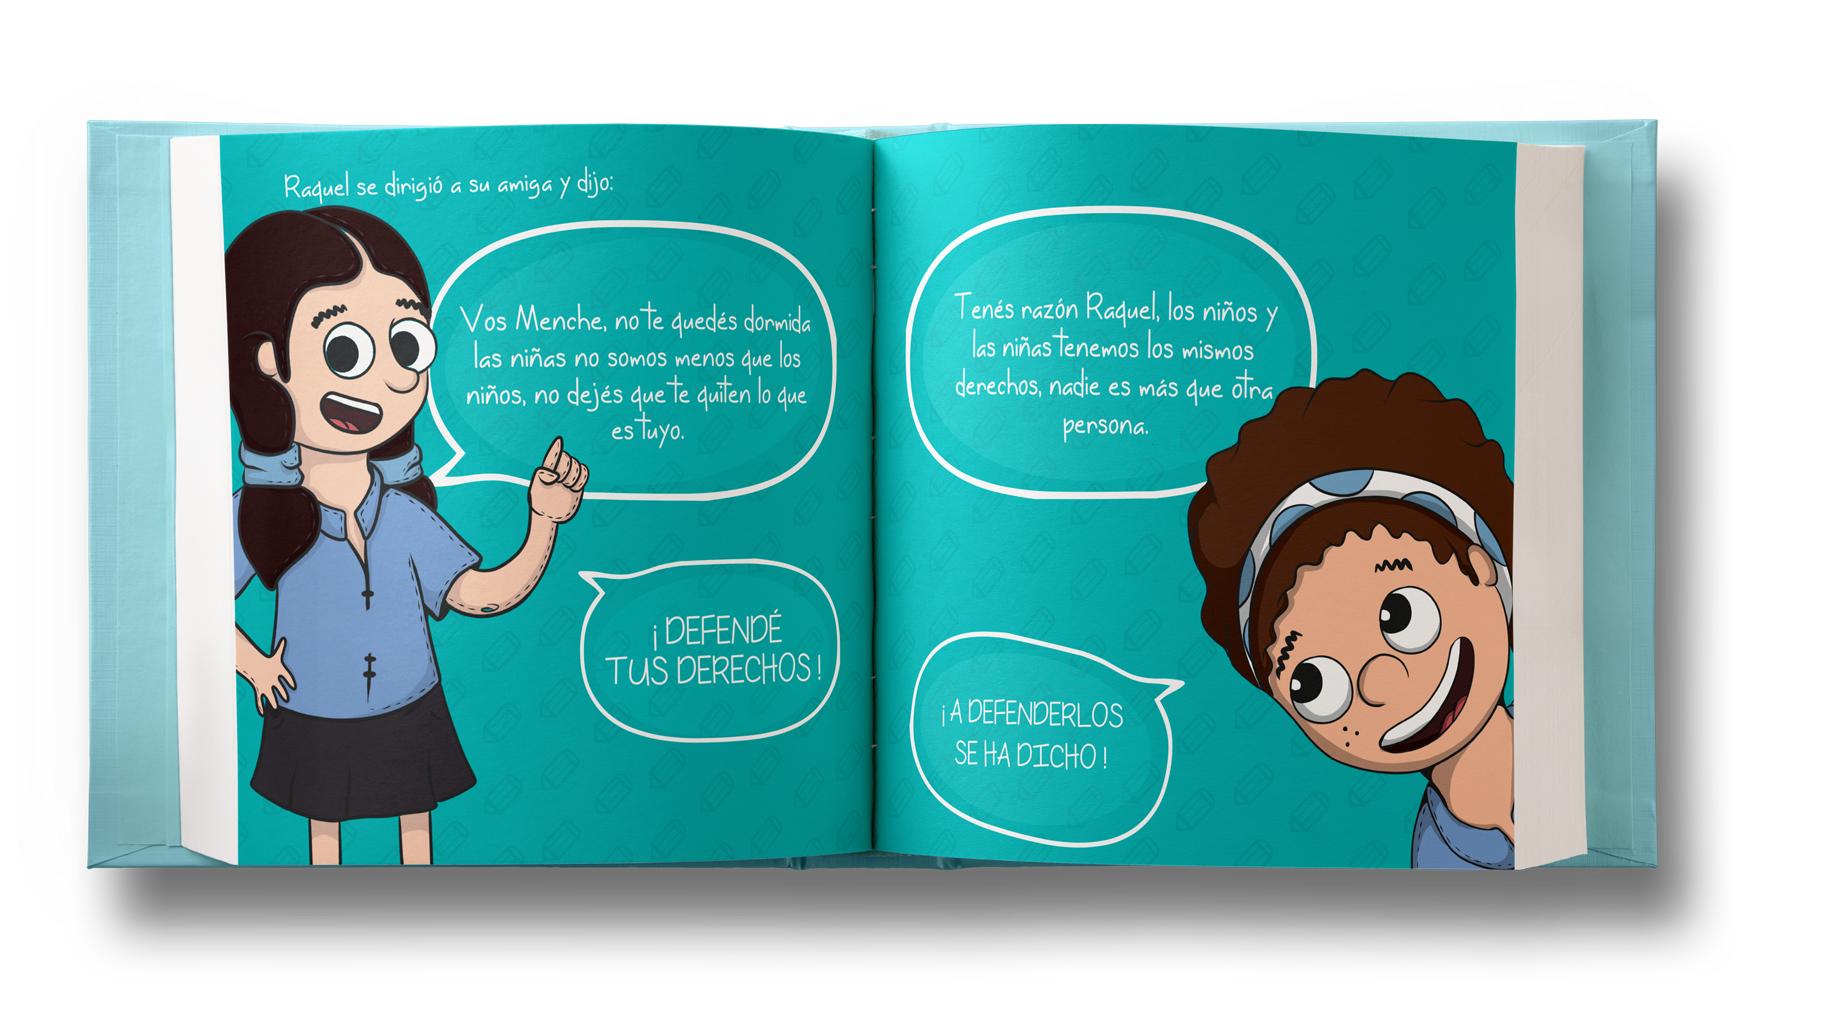 Raquel se dirigió a su amiga y dijo:
Vos Menche, no te quedés dormida
las niñas no somos menos que los
niños, no dejés que te quiten lo que
es tuyo.
¡DEFENDÉ
TUS DERECHOS!
Tenés razón Raquel, los niños y
las niñas tenemos los mismos
derechos, nadie es más que otra
persona.
¡A DEFENDERLOS
SE HA DICHO!